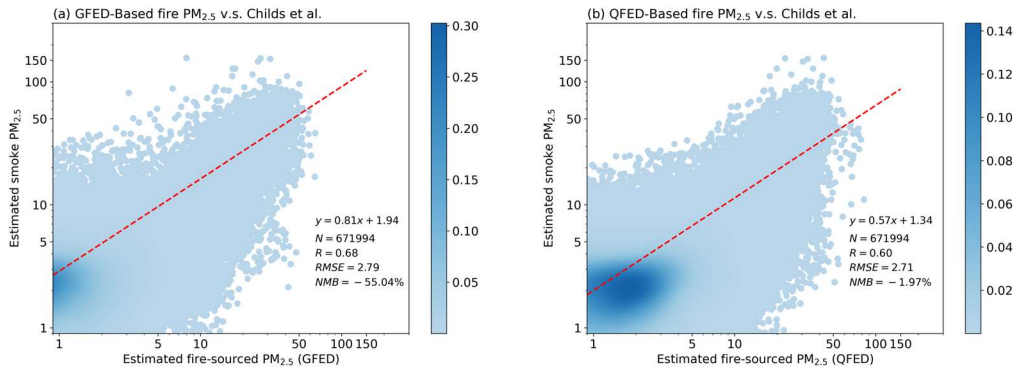 (a) GFED-Based fire PM2.5 v.s. Childs et al.
Estimated smoke PM2.5
150
100
50
10
5
1
y = 0.81x + 1.94
N = 671994
R = 0.68
RMSE = 2.79
NMB = − 55.04%
1
5
10
50
100
150
Estimated fire-sourced PM2.5 (GFED)
0.30
0.25
0.20
0.15
0.10
0.05
(b) QFED-Based fire PM2.5 v.s. Childs et al.
Estimated smoke PM2.5
150
100
50
10
5
1
y = 0.57x + 1.34
N = 671994
R = 0.60
RMSE = 2.71
NMB = − 1.97%
1
5
10
50
100
150
Estimated fire-sourced PM2.5 (QFED)
0.14
0.12
0.10
0.08
0.06
0.04
0.02